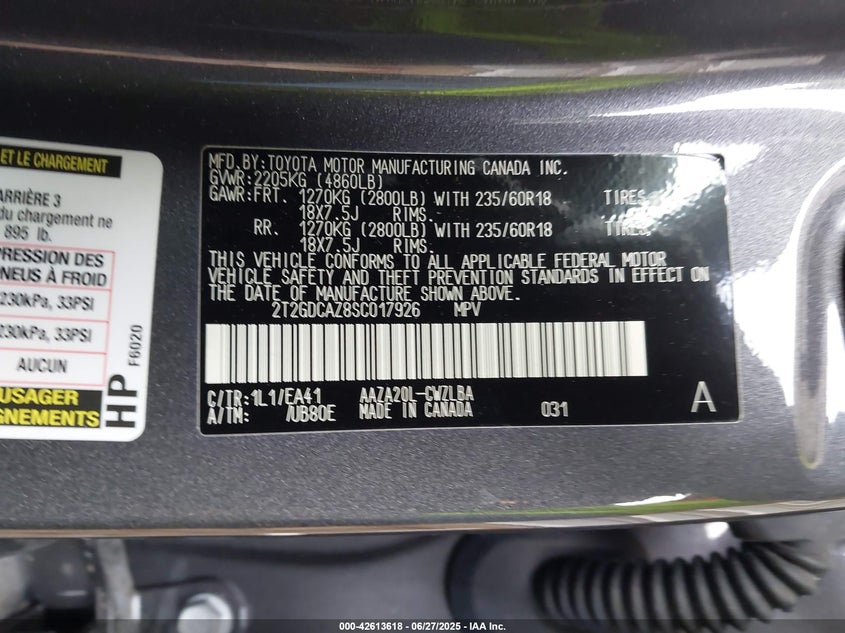 ET LE CHARGEMENT
ARRIÈRE 3
du chargement ne
895 lb.
PRESSION DES
PNEUS À FROID
230kPa, 33PSI
230kPa, 33PSI
AUCUN
USAGER
HP
F6020
MFD.BY:TOYOTA MOTOR MANUFACTURING CANADA INC.
GVWR:2205KG (4860LB)
GAWR:FRT. 1270KG (2800LB) WITH 235/60R18 TIRES,
18X7.5J RIMS.
RR. 1270KG (2800LB) WITH 235/60R18 TIRES,
18X7.5J RIMS.
THIS VEHICLE CONFORMS TO ALL APPLICABLE FEDERAL MOTOR
VEHICLE SAFETY AND THEFT PREVENTION STANDARDS IN EFFECT ON
THE DATE OF MANUFACTURE SHOWN ABOVE.
2T2GDCAZ8SC017926 MPV
C/TR:1L1/EA41 AAZA20L-CWZLBA
A/TM: /UB80E MADE IN CANADA 031 A
000-42613618 | 06/27/2025 - IAA Inc.